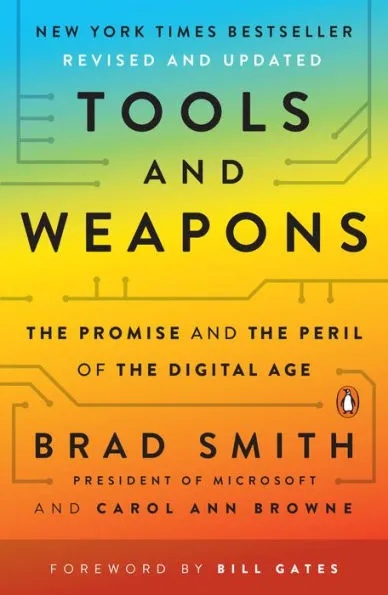 NEW YORK TIMES BESTSELLER
REVISED AND UPDATED
TOOLS
AND
WEAPONS
THE PROMISE AND THE PERIL
OF THE DIGITAL AGE
BRAD SMITH
PRESIDENT OF MICROSOFT
AND CAROL ANN BROWNE
FOREWORD BY BILL GATES